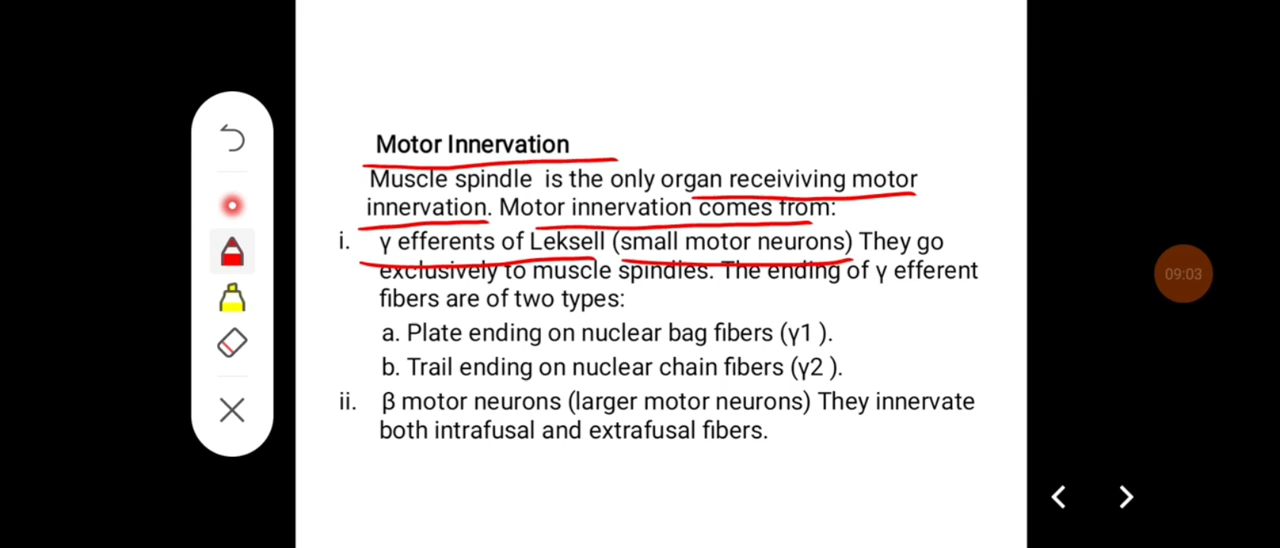 Motor Innervation
Muscle spindle is the only organ receiviving motor
innervation. Motor innervation comes from:
i. γ efferents of Leksell (small motor neurons) They go
exclusively to muscle spindles. The ending of γ efferent
fibers are of two types:
a. Plate ending on nuclear bag fibers (γ1 ).
b. Trail ending on nuclear chain fibers (γ2 ).
ii. β motor neurons (larger motor neurons) They innervate
both intrafusal and extrafusal fibers.
09:03